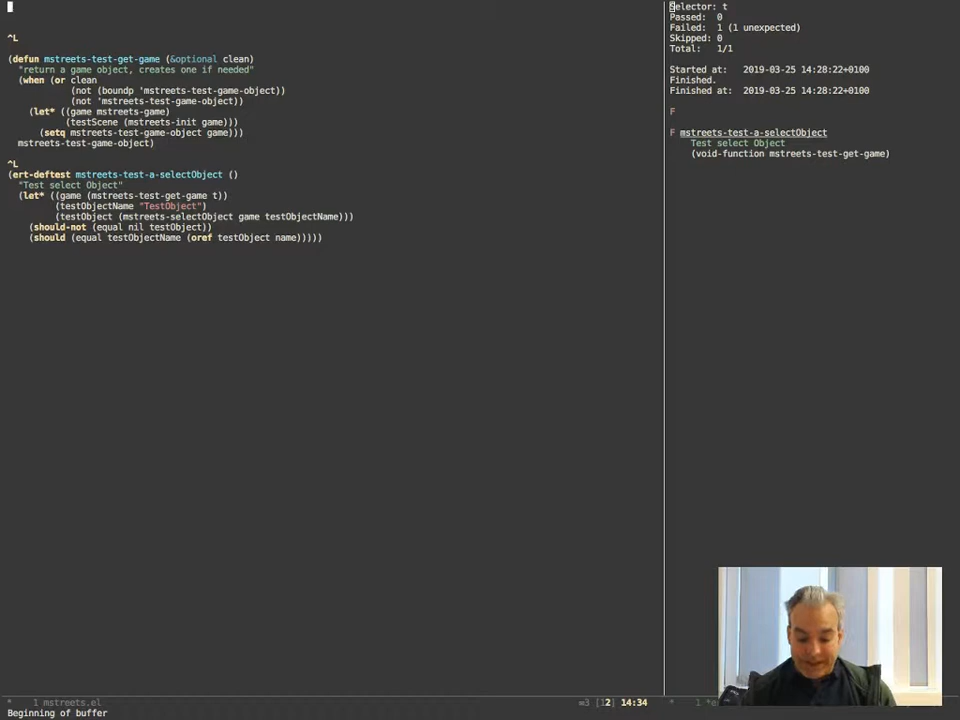 ^L
(defun mstreets-test-get-game (&optional clean)
"return a game object, creates one if needed"
(when (or clean
(not (boundp 'mstreets-test-game-object))
(not 'mstreets-test-game-object))
(let* ((game mstreets-game)
(testScene (mstreets-init game)))
(setq mstreets-test-game-object game)))
mstreets-test-game-object)
^L
(ert-deftest mstreets-test-a-selectObject ()
"Test select Object"
(let* ((game (mstreets-test-get-game t))
(testObjectName "TestObject")
(testObject (mstreets-selectObject game testObjectName)))
(should-not (equal nil testObject))
(should (equal testObjectName (oref testObject name)))))
* 1 mstreets.el
[12] 14:34
Beginning of buffer
Selector: t
Passed: 0
Failed: 1 (1 unexpected)
Skipped: 0
Total: 1/1
Started at: 2019-03-25 14:28:22+0100
Finished.
Finished at: 2019-03-25 14:28:22+0100
F
F mstreets-test-a-selectObject
Test select Object
(void-function mstreets-test-get-game)
* 1